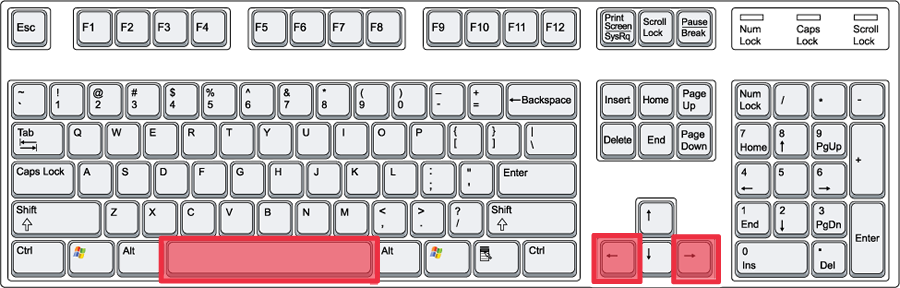 Esc F1 F2 F3 F4 F5 F6 F7 F8 F9 F10 F11 F12 Print Screen SysRq Scroll Lock Pause Break Num Lock Caps Lock Scroll Lock
~ ` ! 1 @ 2 # 3 $ 4 % 5 ^ 6 & 7 * 8 ( 9 ) 0 _ - + = ←Backspace Insert Home Page Up Num Lock / * -
Tab Q W E R T Y U I O P { [ } ] | \ Delete End Page Down 7 Home 8 ↑ 9 PgUp +
Caps Lock A S D F G H J K L : ; " ' Enter 4 ← 5 6 →
Shift ⇧ Z X C V B N M < , > . ? / Shift ⇧ ↑ 1 End 2 ↓ 3 PgDn Enter
Ctrl Alt Alt Ctrl ← ↓ → 0 Ins . Del